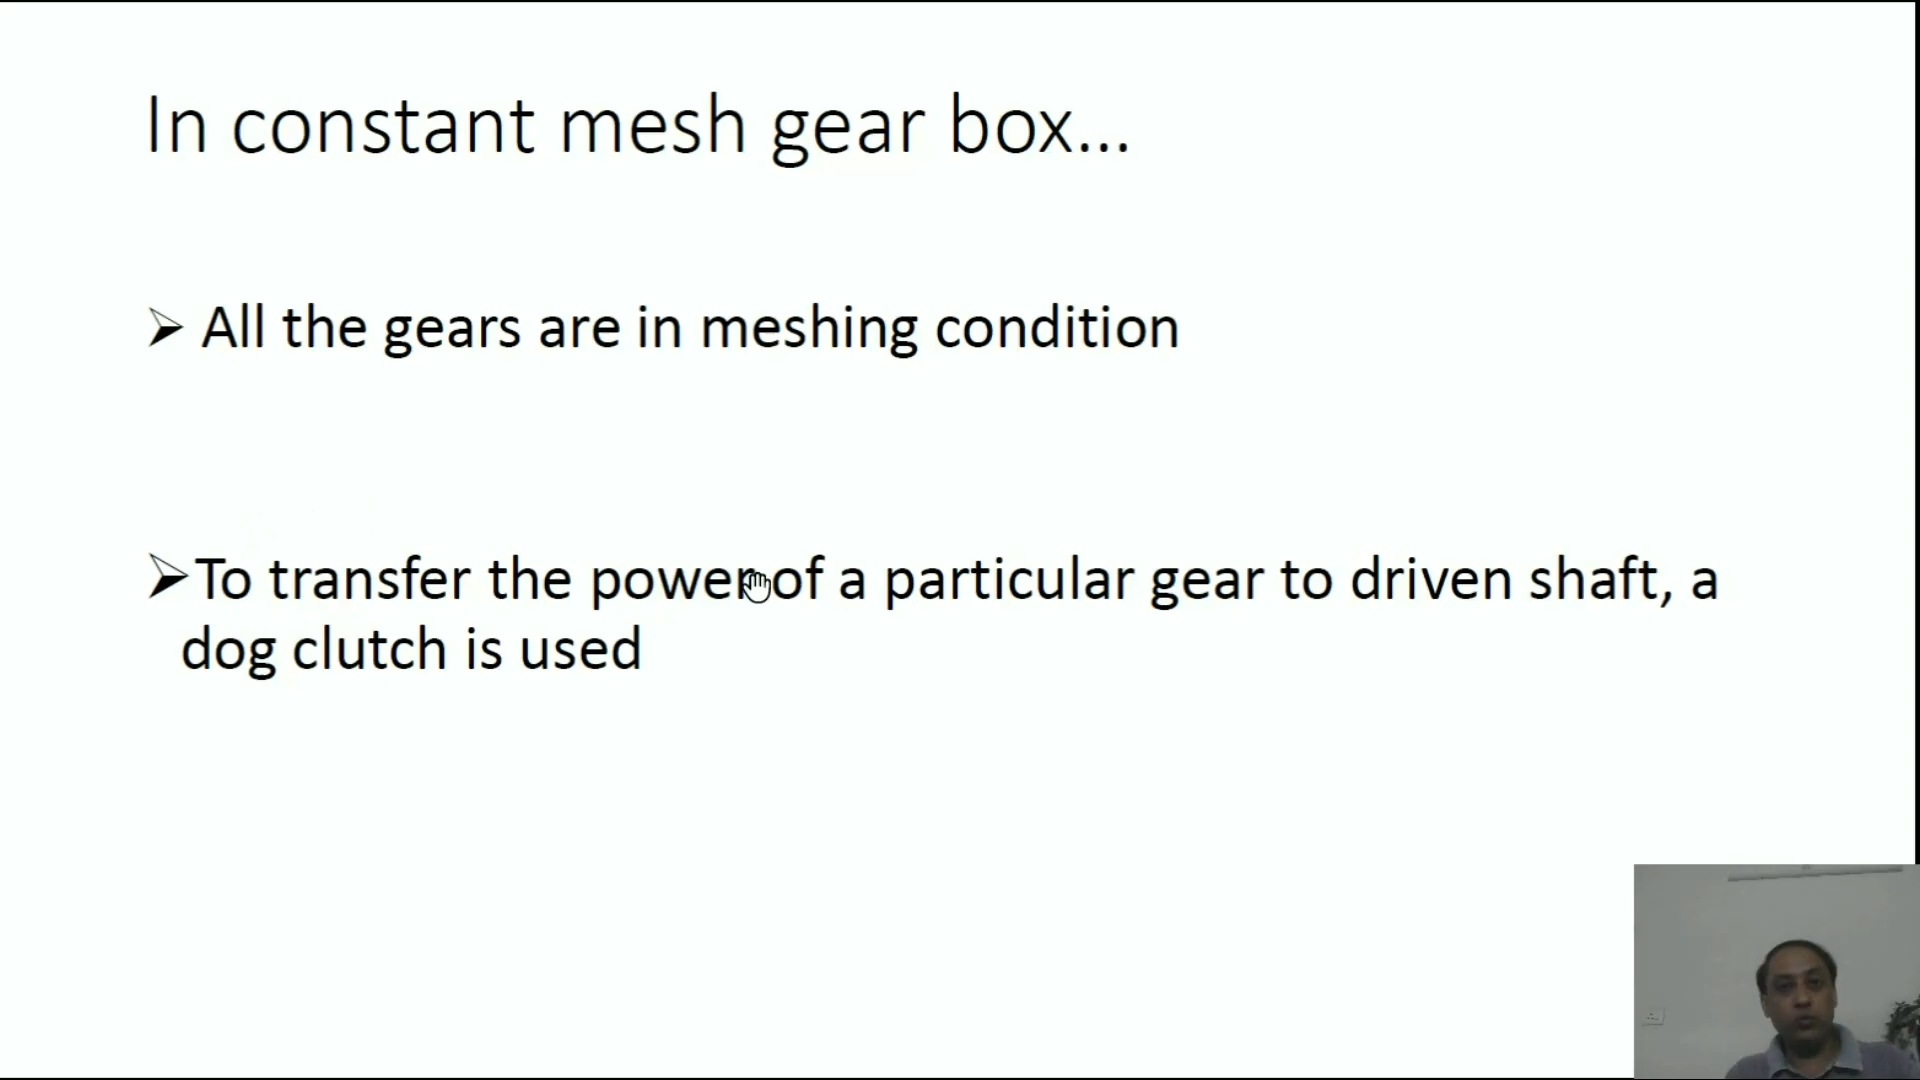 In constant mesh gear box...
➢ All the gears are in meshing condition
➢To transfer the power of a particular gear to driven shaft, a
dog clutch is used